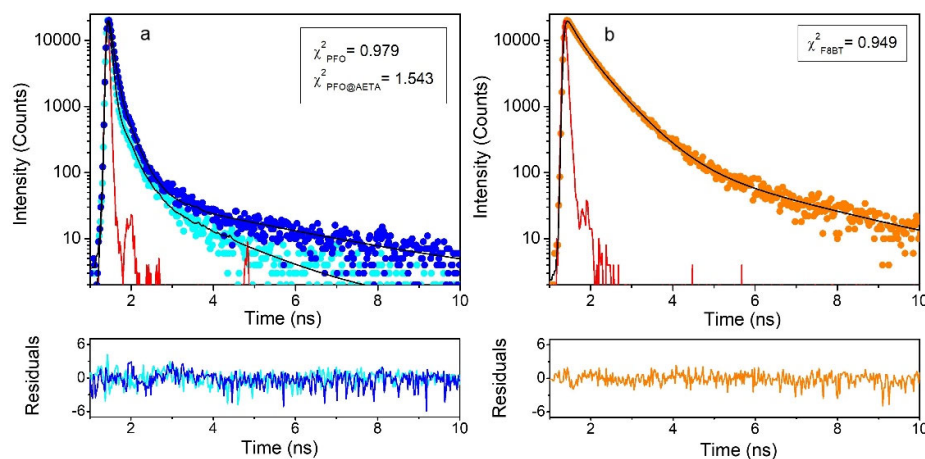 a
χ²PFO = 0.979
χ²PFO@AETA = 1.543
Intensity (Counts)
10000
1000
100
10
2 4 6 8 10
Time (ns)
b
χ²F8BT = 0.949
Intensity (Counts)
10000
1000
100
10
2 4 6 8 10
Time (ns)
Residuals
6
0
-6
2 4 6 8 10
Time (ns)
Residuals
6
0
-6
2 4 6 8 10
Time (ns)